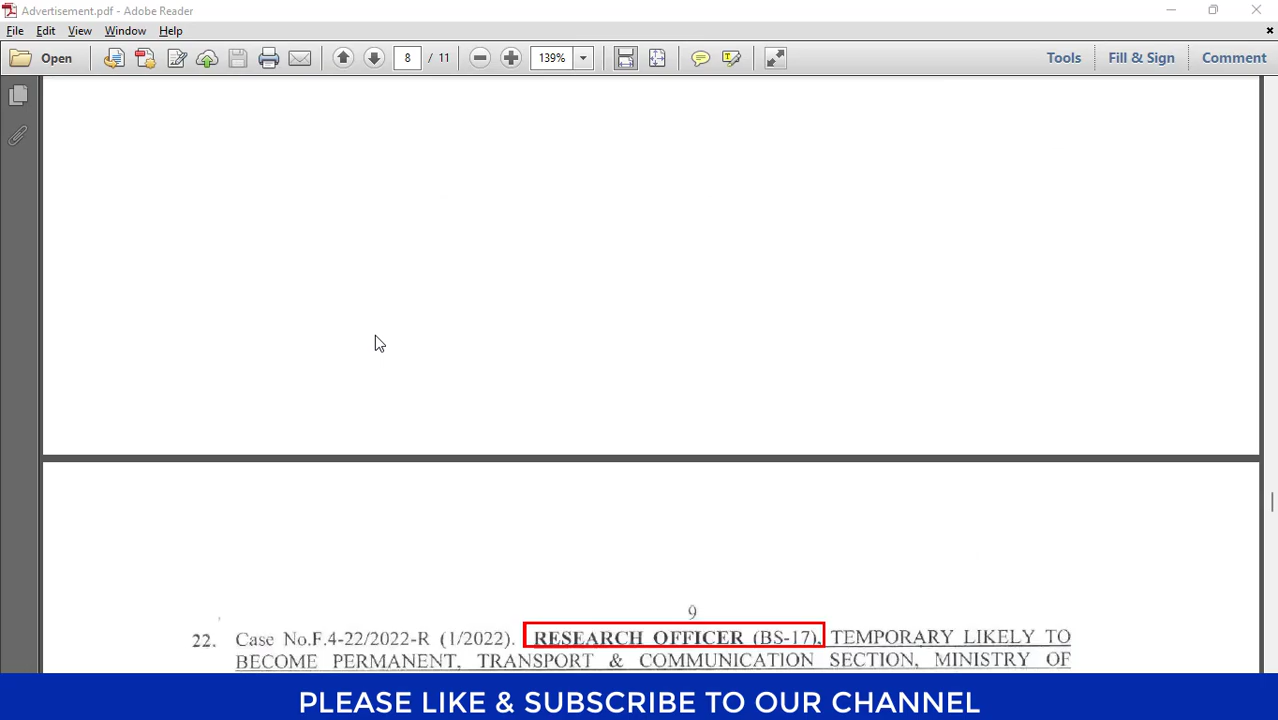 Advertisement.pdf - Adobe Reader
File Edit View Window Help
Open 8 / 11 139% Tools Fill & Sign Comment
9
22. Case No.F.4-22/2022-R (1/2022). RESEARCH OFFICER (BS-17), TEMPORARY LIKELY TO
BECOME PERMANENT, TRANSPORT & COMMUNICATION SECTION, MINISTRY OF
PLEASE LIKE & SUBSCRIBE TO OUR CHANNEL